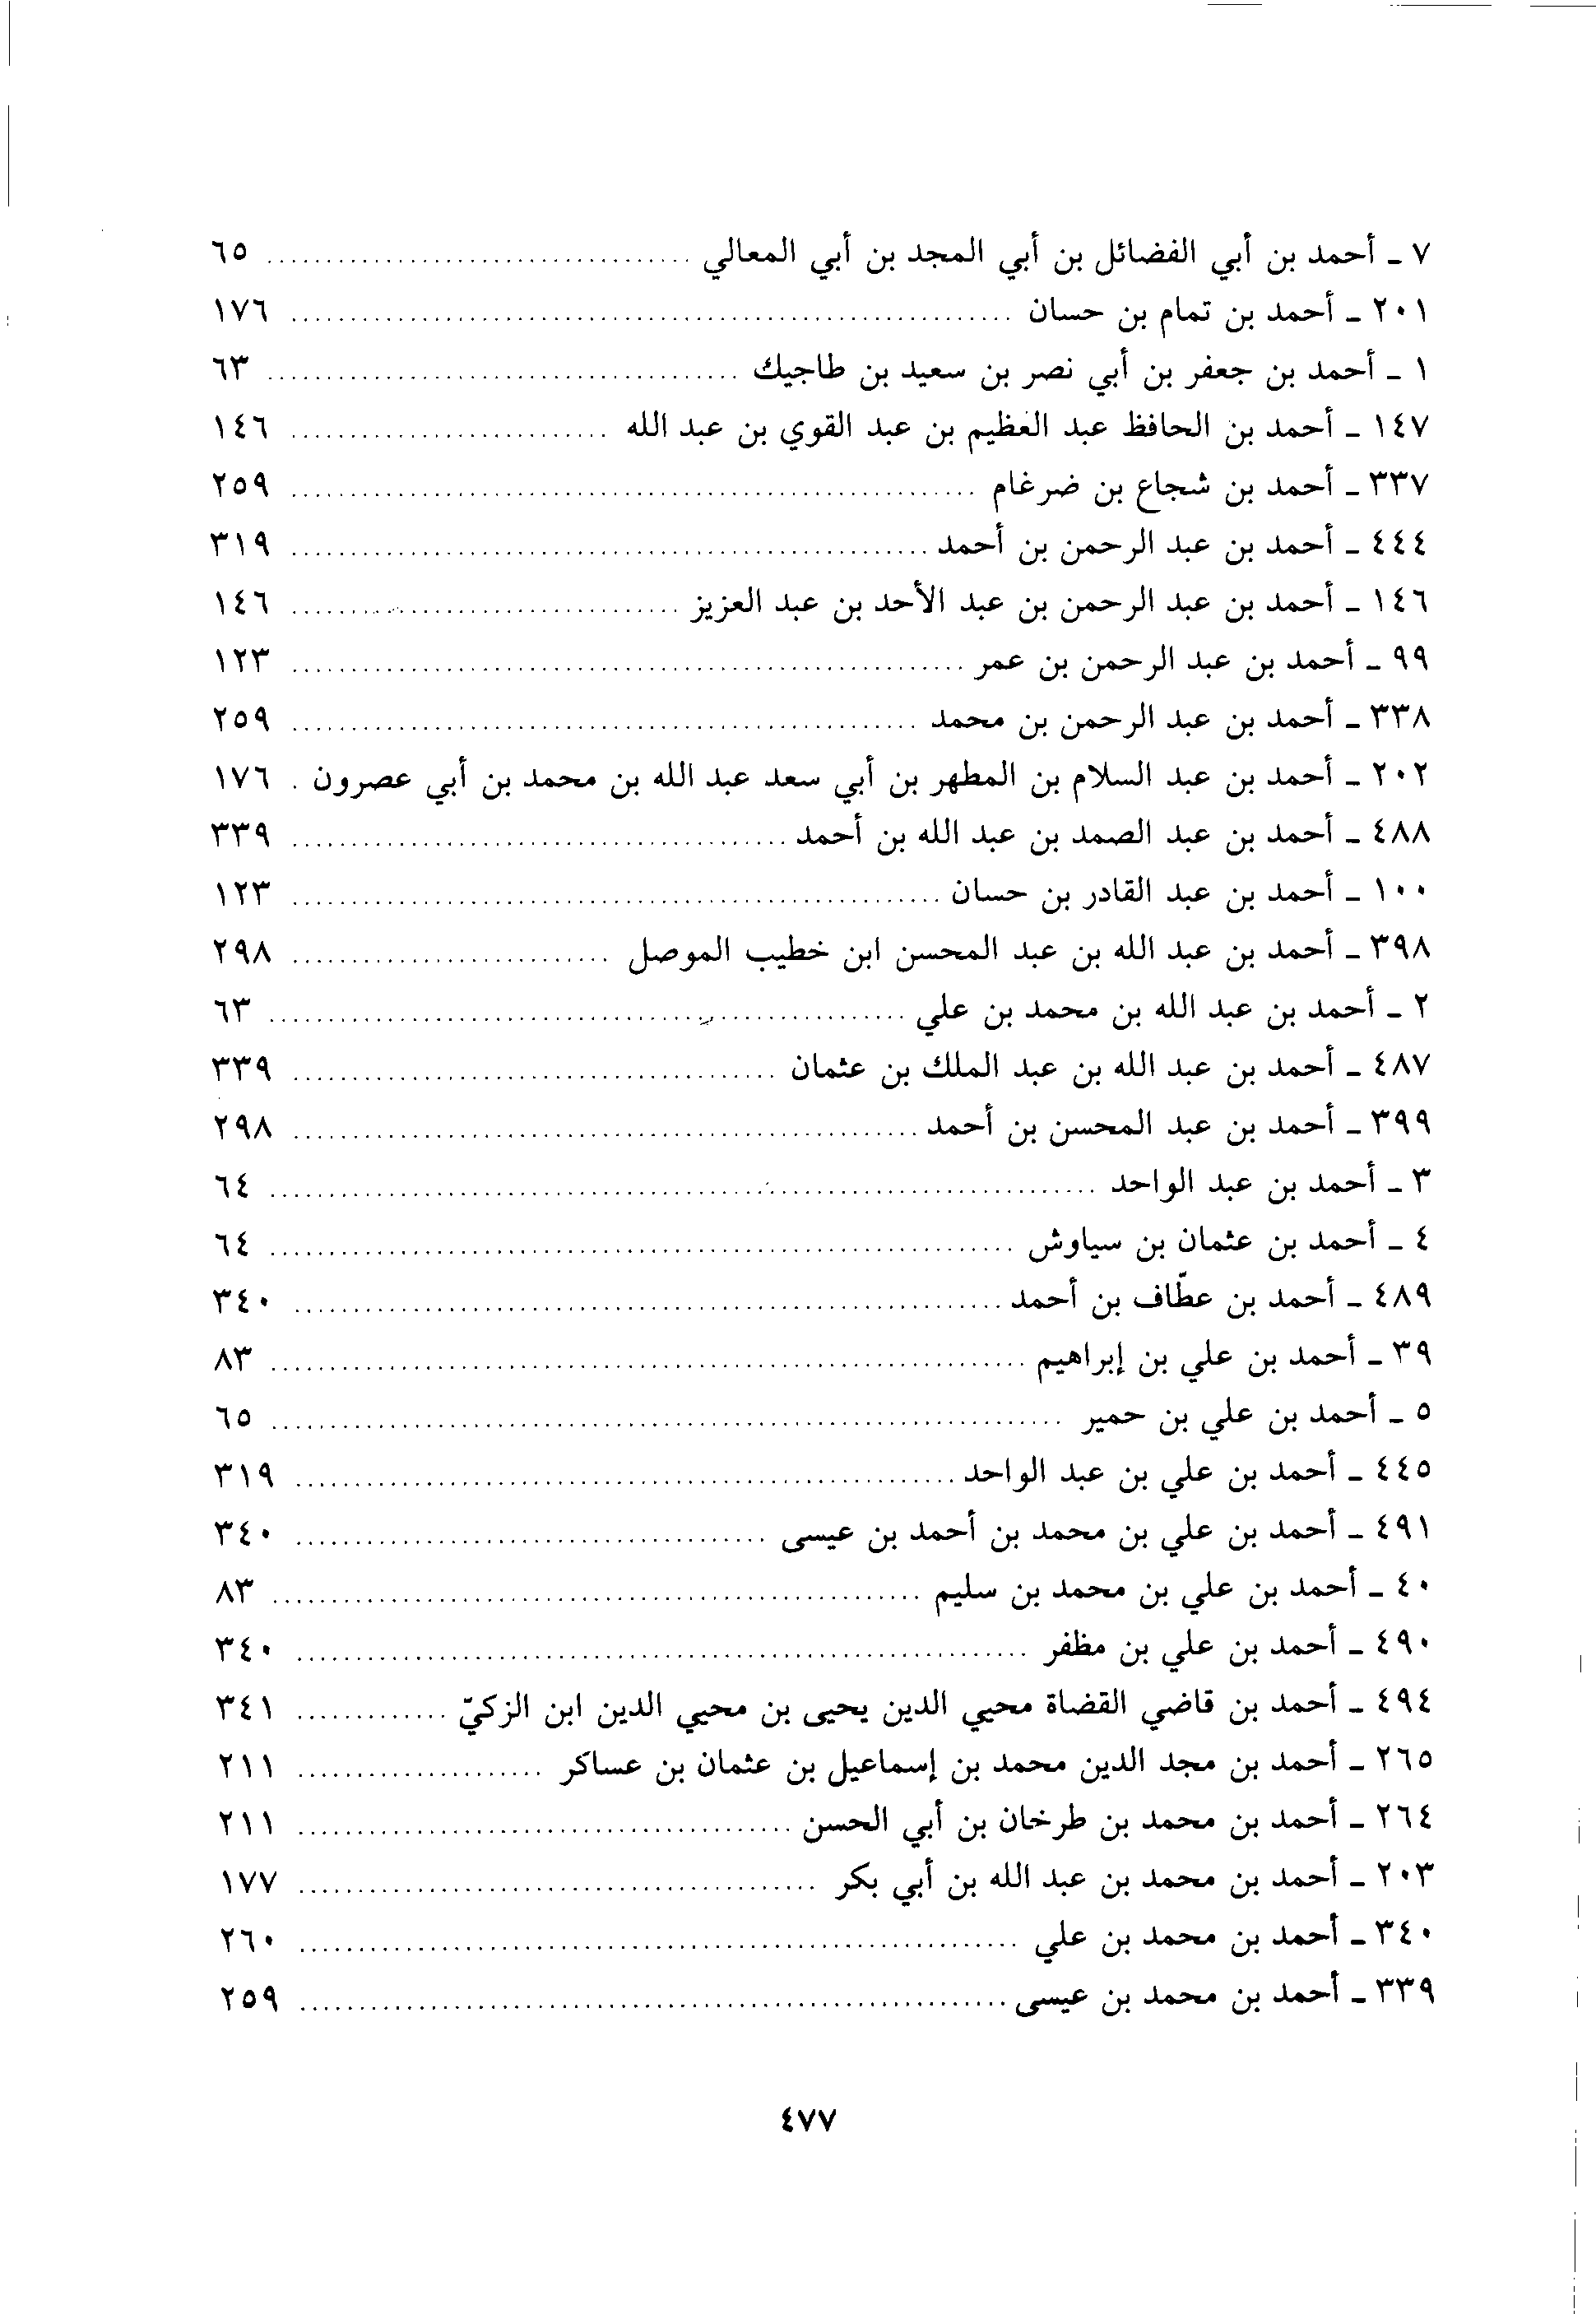 ٧ - أحمد بن أبي الفضائل بن أبي المجد بن أبي المعالي ..................................... ٦٥
٢٠١ - أحمد بن تمام بن حسان ............................................................. ١٧٦
١ - أحمد بن جعفر بن أبي نصر بن سعيد بن طاجيك ........................................ ٦٣
١٤٧ - أحمد بن الحافظ عبد العظيم بن عبد القوي بن عبد الله ........................... ١٤٦
٣٣٧ - أحمد بن شجاع بن ضرغام .......................................................... ٢٥٩
٤٤٤ - أحمد بن عبد الرحمن بن أحمد ...................................................... ٣١٩
١٤٦ - أحمد بن عبد الرحمن بن عبد الأحد بن عبد العزيز ................................. ١٤٦
٩٩ - أحمد بن عبد الرحمن بن عمر ......................................................... ١٢٣
٣٣٨ - أحمد بن عبد الرحمن بن محمد ..................................................... ٢٥٩
٢٠٢ - أحمد بن عبد السلام بن المطهر بن أبي سعد عبد الله بن محمد بن أبي عصرون . ١٧٦
٤٨٨ - أحمد بن عبد الصمد بن عبد الله بن أحمد .......................................... ٣٣٩
١٠٠ - أحمد بن عبد القادر بن حسان ....................................................... ١٢٣
٣٩٨ - أحمد بن عبد الله بن عبد المحسن ابن خطيب الموصل ........................... ٢٩٨
٢ - أحمد بن عبد الله بن محمد بن علي ...................................................... ٦٣
٤٨٧ - أحمد بن عبد الله بن عبد الملك بن عثمان ......................................... ٣٣٩
٣٩٩ - أحمد بن عبد المحسن بن أحمد ..................................................... ٢٩٨
٣ - أحمد بن عبد الواحد ...................................................................... ٦٤
٤ - أحمد بن عثمان بن سياوش ............................................................... ٦٤
٤٨٩ - أحمد بن عطّاف بن أحمد ............................................................ ٣٤٠
٣٩ - أحمد بن علي بن إبراهيم ................................................................ ٨٣
٥ - أحمد بن علي بن حمير ................................................................... ٦٥
٤٤٥ - أحمد بن علي بن عبد الواحد ........................................................ ٣١٩
٤٩١ - أحمد بن علي بن محمد بن أحمد بن عيسى ........................................ ٣٤٠
٤٠ - أحمد بن علي بن محمد بن سليم ....................................................... ٨٣
٤٩٠ - أحمد بن علي بن مظفر .............................................................. ٣٤٠
٤٩٤ - أحمد بن قاضي القضاة محيي الدين يحيى بن محيي الدين ابن الزكيّ ............. ٣٤١
٢٦٥ - أحمد بن مجد الدين محمد بن إسماعيل بن عثمان بن عساكر ..................... ٢١١
٢٦٤ - أحمد بن محمد بن طرخان بن أبي الحسن .......................................... ٢١١
٢٠٣ - أحمد بن محمد بن عبد الله بن أبي بكر ............................................ ١٧٧
٣٤٠ - أحمد بن محمد بن علي ............................................................. ٢٦٠
٣٣٩ - أحمد بن محمد بن عيسى ............................................................ ٢٥٩
٤٧٧